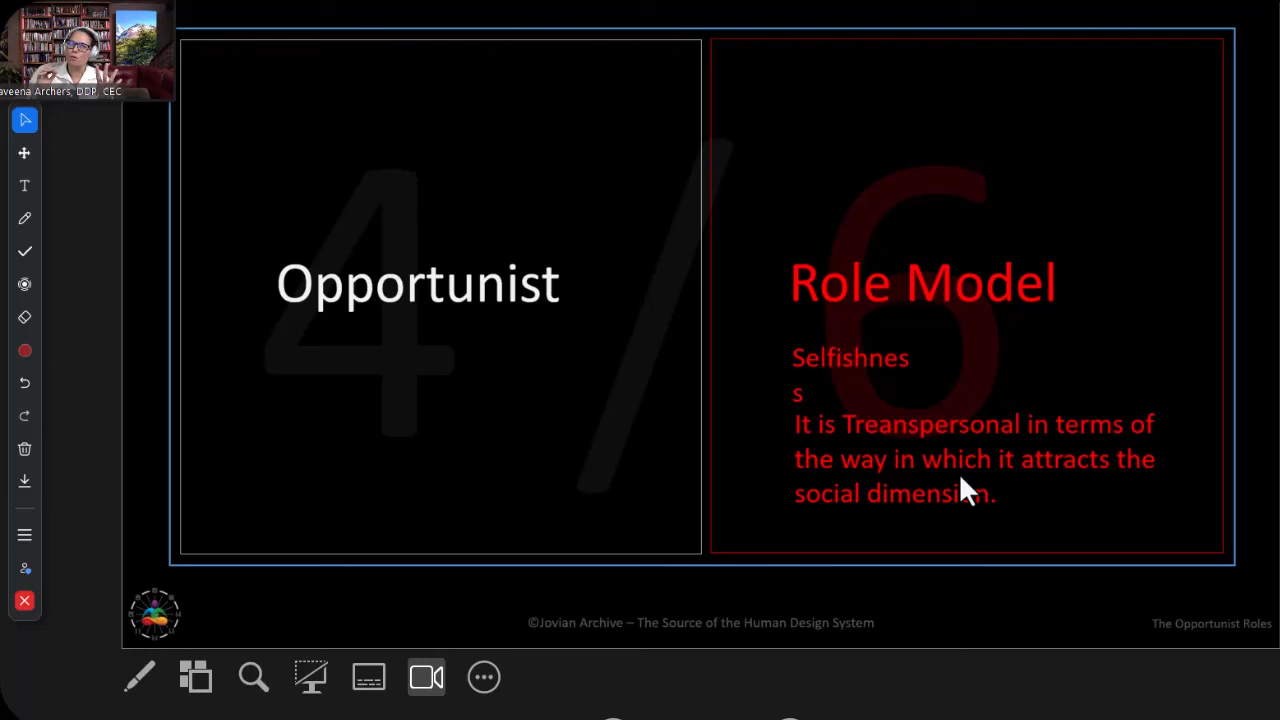 aveena Archers, DDP, CEC
4 / 6
Opportunist
Role Model
Selfishnes
s
It is Treanspersonal in terms of
the way in which it attracts the
social dimension.
©Jovian Archive – The Source of the Human Design System
The Opportunist Roles